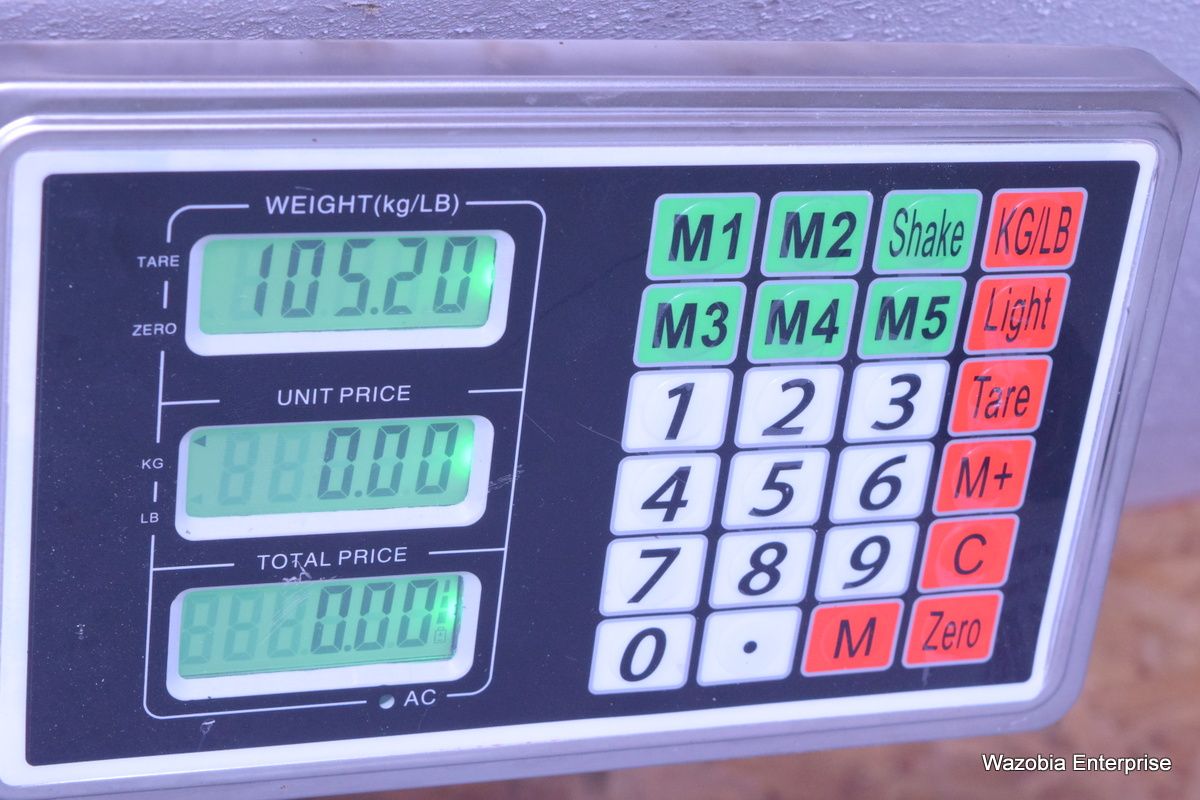 WEIGHT(kg/LB)
TARE
ZERO
105.20
UNIT PRICE
KG
LB
0.00
TOTAL PRICE
0.00
AC
M1 M2 Shake KG/LB
M3 M4 M5 Light
1 2 3 Tare
4 5 6 M+
7 8 9 C
0 . M Zero
Wazobia Enterprise